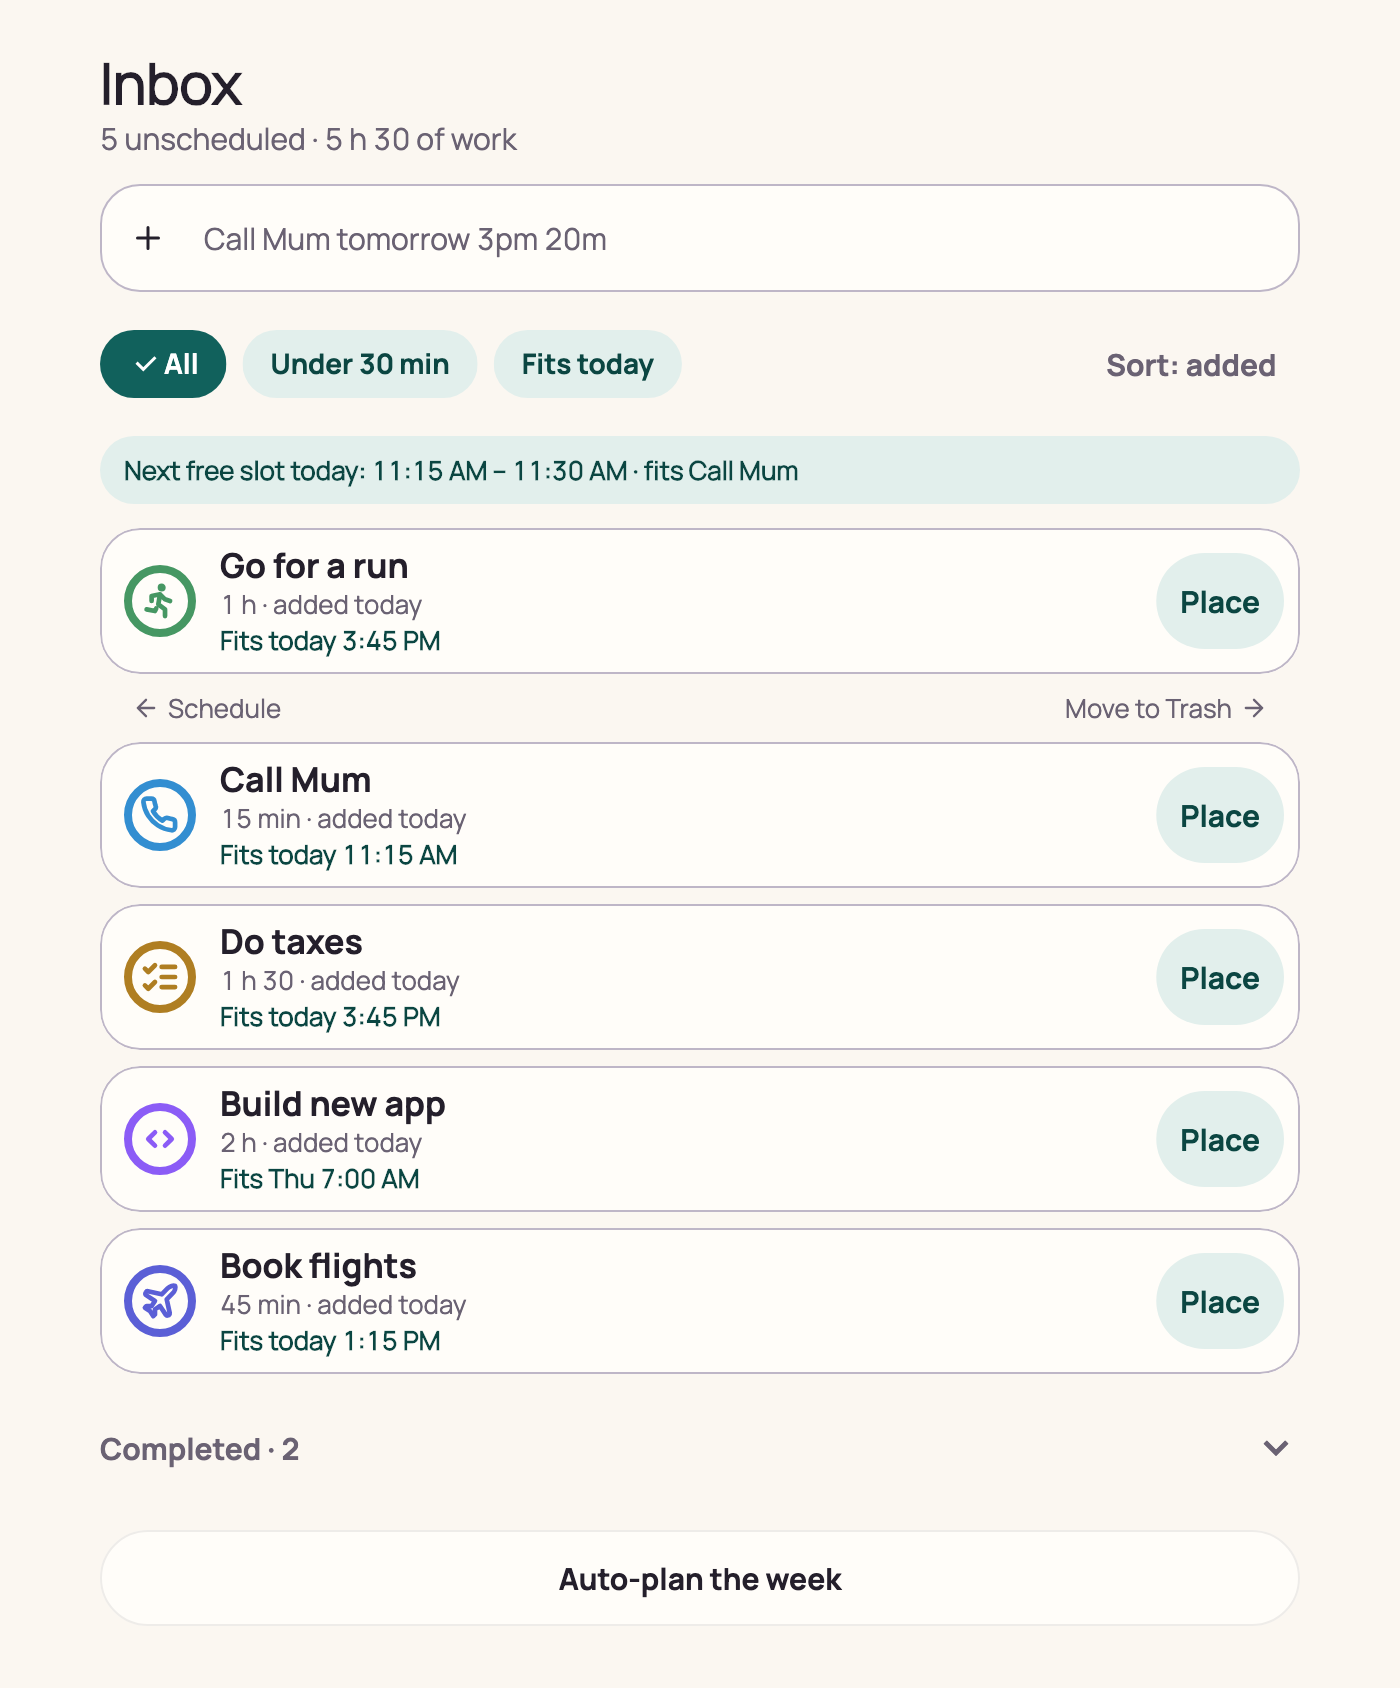 Inbox
5 unscheduled · 5 h 30 of work
Call Mum tomorrow 3pm 20m
All
Under 30 min
Fits today
Sort: added
Next free slot today: 11:15 AM – 11:30 AM · fits Call Mum
Go for a run
1 h · added today
Fits today 3:45 PM
Place
Schedule
Move to Trash
Call Mum
15 min · added today
Fits today 11:15 AM
Place
Do taxes
1 h 30 · added today
Fits today 3:45 PM
Place
Build new app
2 h · added today
Fits Thu 7:00 AM
Place
Book flights
45 min · added today
Fits today 1:15 PM
Place
Completed · 2
Auto-plan the week